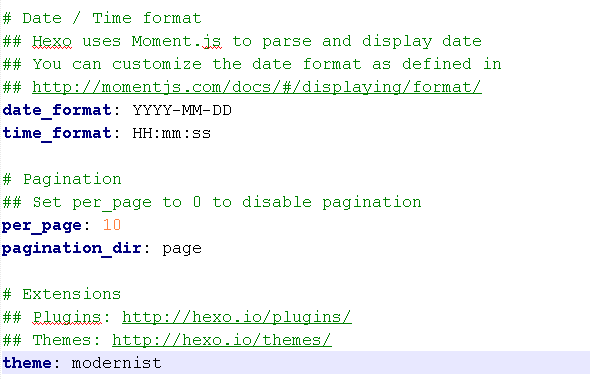 # Date / Time format
## Hexo uses Moment.js to parse and display date
## You can customize the date format as defined in
## http://momentjs.com/docs/#/displaying/format/
date_format: YYYY-MM-DD
time_format: HH:mm:ss
# Pagination
## Set per_page to 0 to disable pagination
per_page: 10
pagination_dir: page
# Extensions
## Plugins: http://hexo.io/plugins/
## Themes: http://hexo.io/themes/
theme: modernist